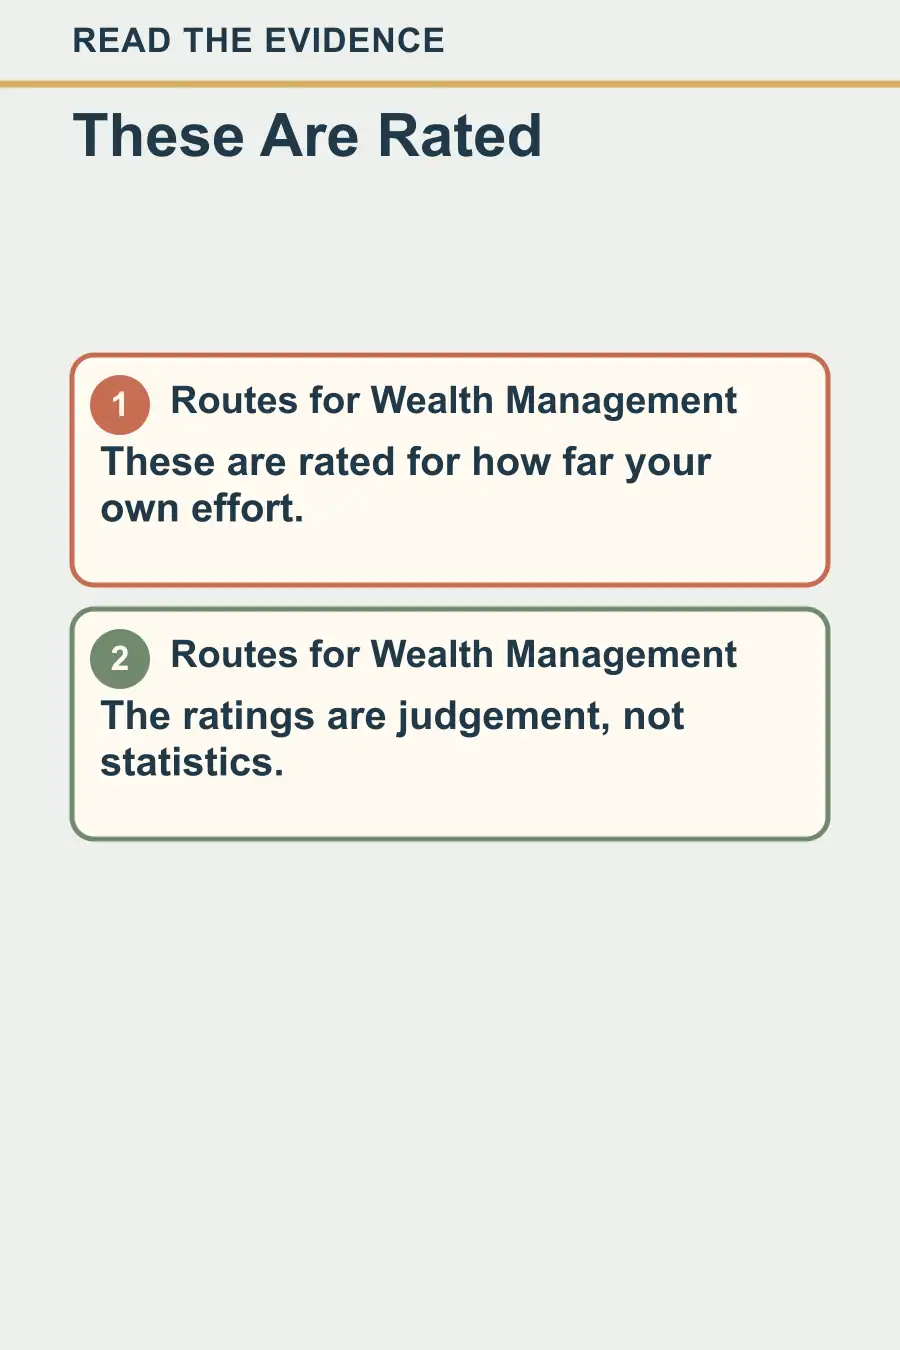 READ THE EVIDENCE
These Are Rated
1
Routes for Wealth Management
These are rated for how far your
own effort.
2
Routes for Wealth Management
The ratings are judgement, not
statistics.